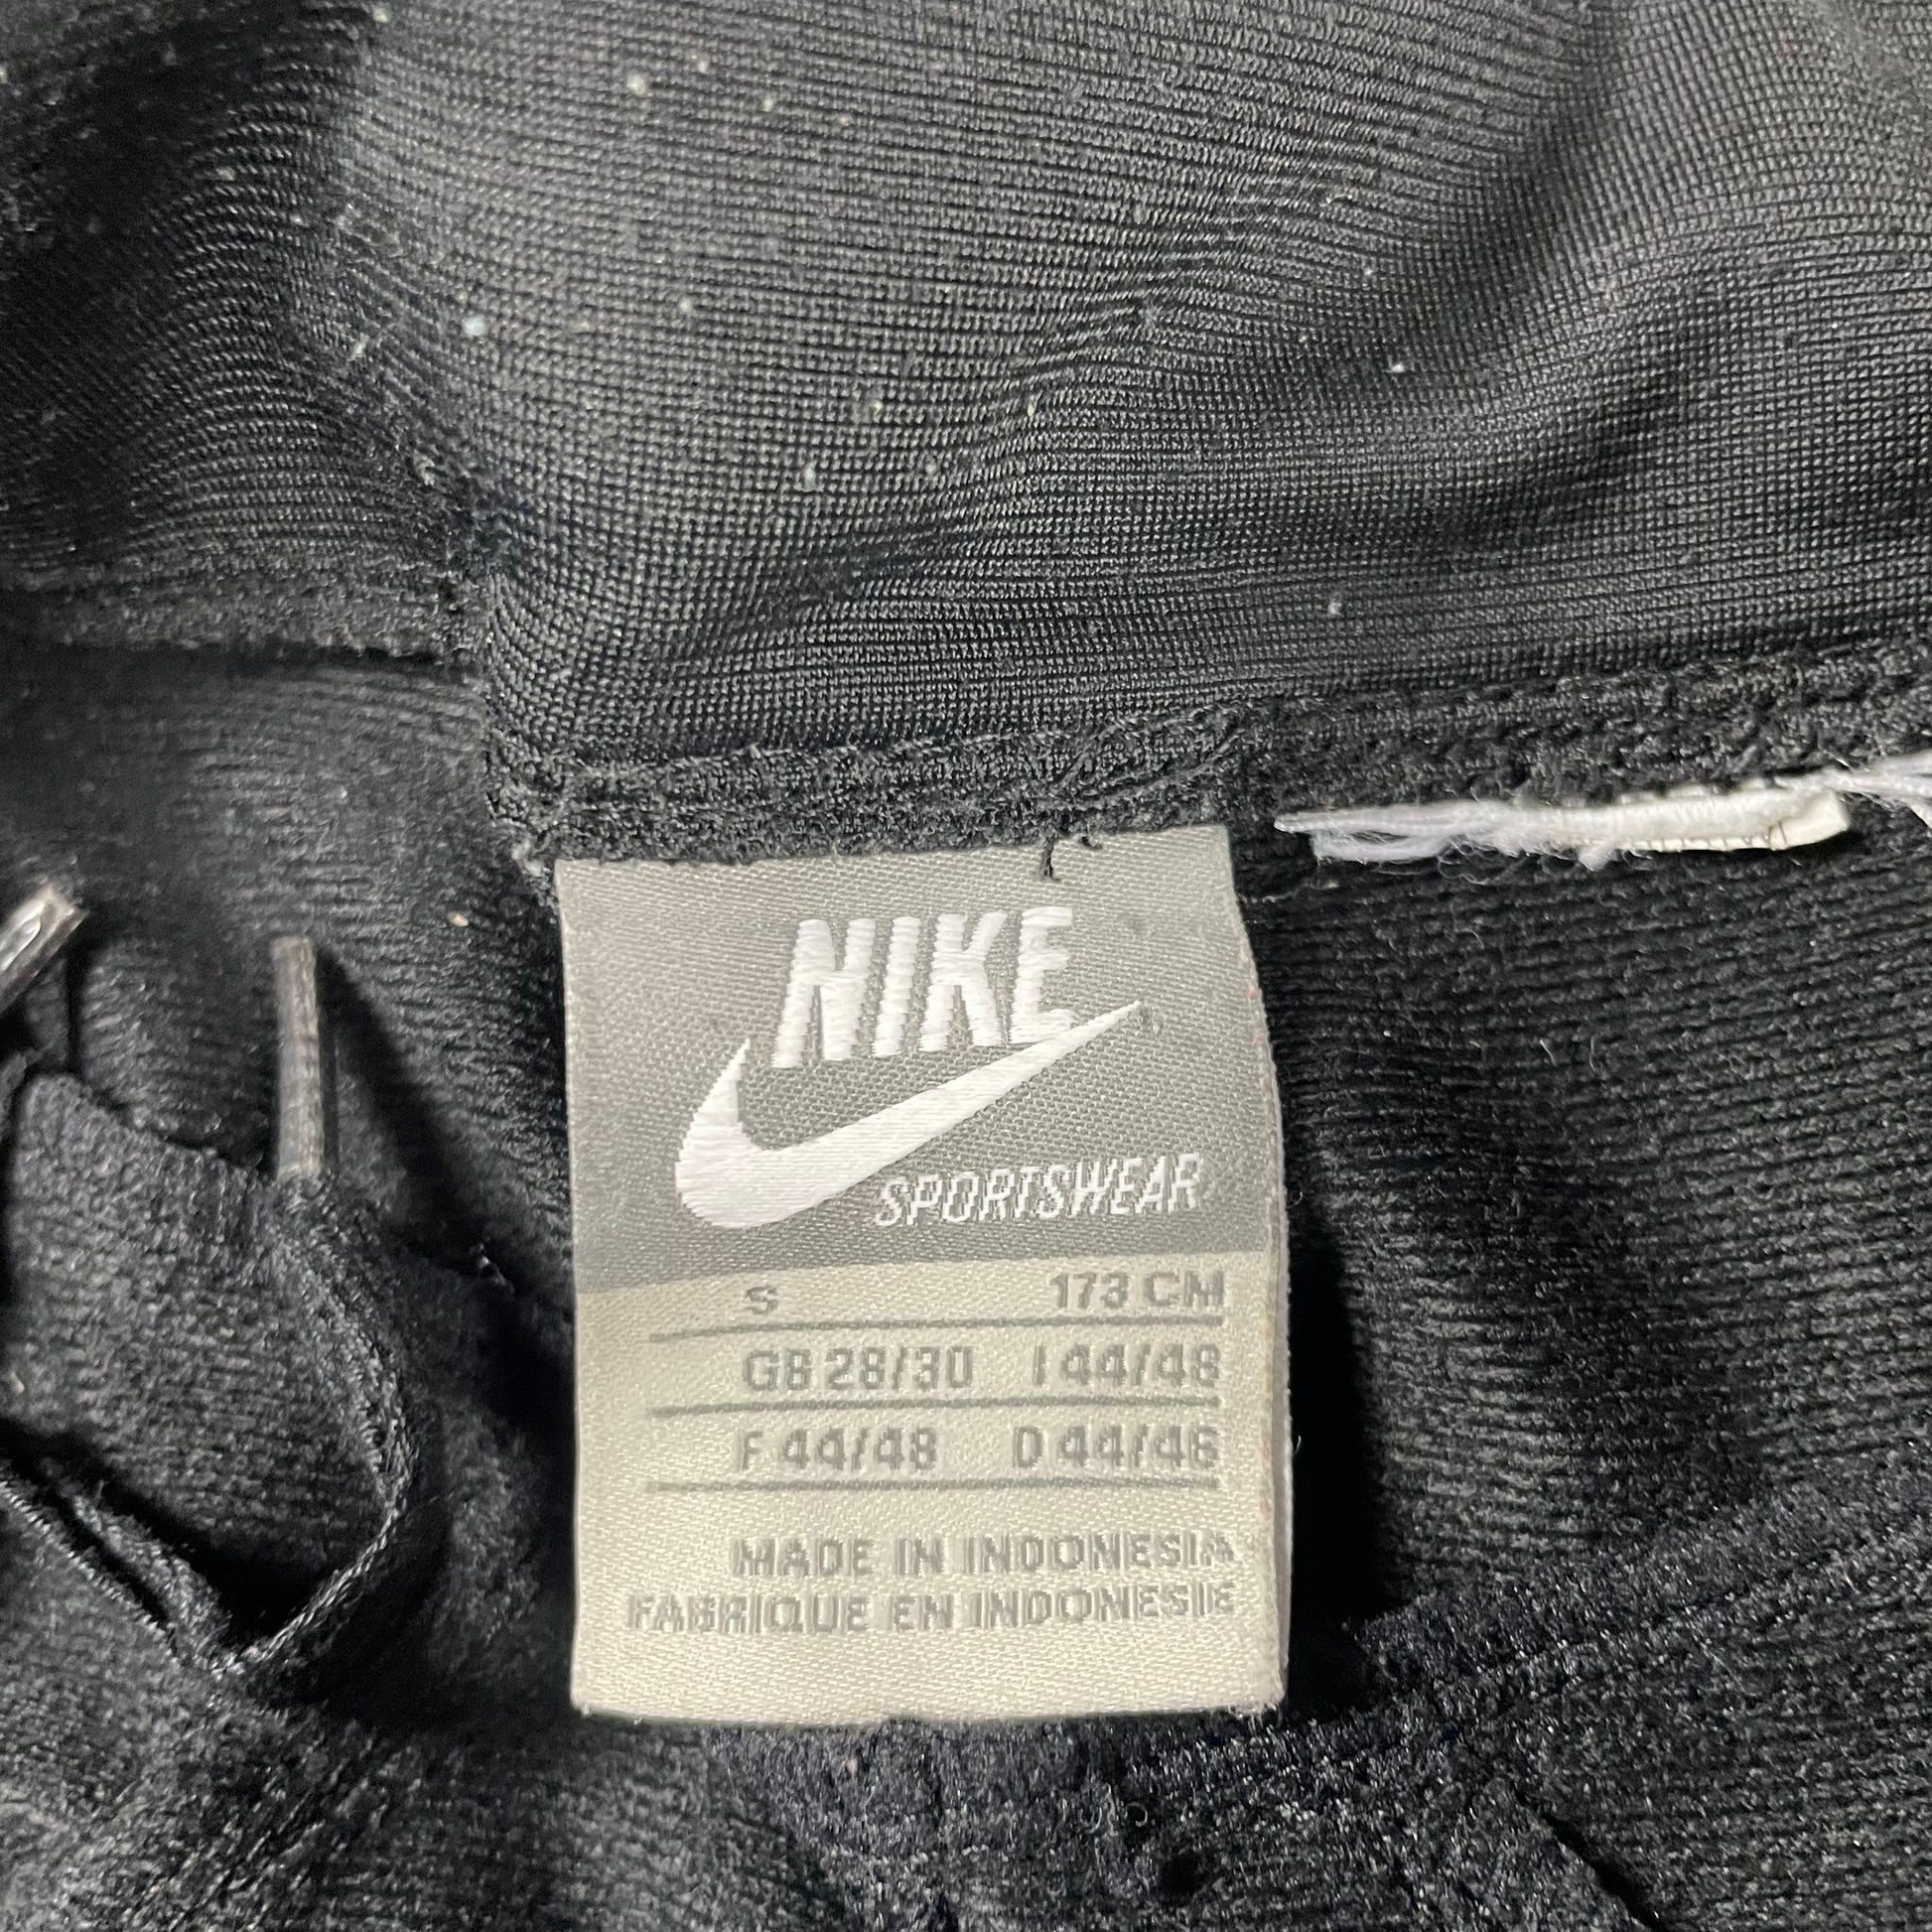 NIKE
SPORTSWEAR
S 173 CM
GB 28/30 I 44/48
F 44/48 D 44/46
MADE IN INDONESIA
FABRIQUE EN INDONESIE